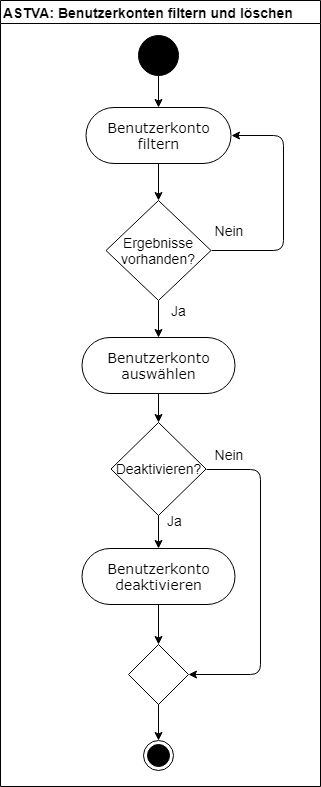 ASTVA: Benutzerkonten filtern und löschen
Benutzerkonto
filtern
Nein
Ergebnisse
vorhanden?
Ja
Benutzerkonto
auswählen
Nein
Deaktivieren?
Ja
Benutzerkonto
deaktivieren